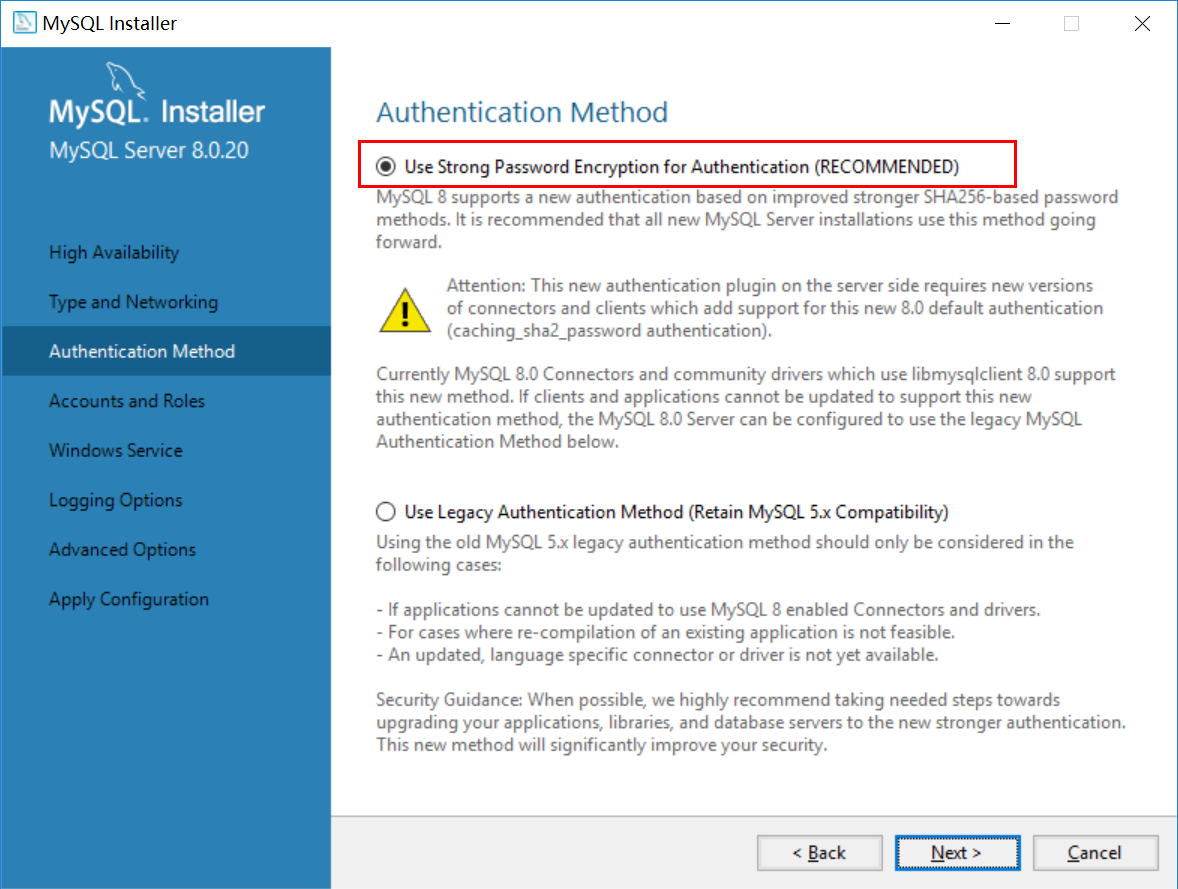 MySQL Installer
MySQL. Installer
MySQL Server 8.0.20
High Availability
Type and Networking
Authentication Method
Accounts and Roles
Windows Service
Logging Options
Advanced Options
Apply Configuration
Authentication Method
Use Strong Password Encryption for Authentication (RECOMMENDED)
MySQL 8 supports a new authentication based on improved stronger SHA256-based password
methods. It is recommended that all new MySQL Server installations use this method going
forward.
Attention: This new authentication plugin on the server side requires new versions
of connectors and clients which add support for this new 8.0 default authentication
(caching_sha2_password authentication).
Currently MySQL 8.0 Connectors and community drivers which use libmysqlclient 8.0 support
this new method. If clients and applications cannot be updated to support this new
authentication method, the MySQL 8.0 Server can be configured to use the legacy MySQL
Authentication Method below.
Use Legacy Authentication Method (Retain MySQL 5.x Compatibility)
Using the old MySQL 5.x legacy authentication method should only be considered in the
following cases:
- If applications cannot be updated to use MySQL 8 enabled Connectors and drivers.
- For cases where re-compilation of an existing application is not feasible.
- An updated, language specific connector or driver is not yet available.
Security Guidance: When possible, we highly recommend taking needed steps towards
upgrading your applications, libraries, and database servers to the new stronger authentication.
This new method will significantly improve your security.
< Back
Next >
Cancel